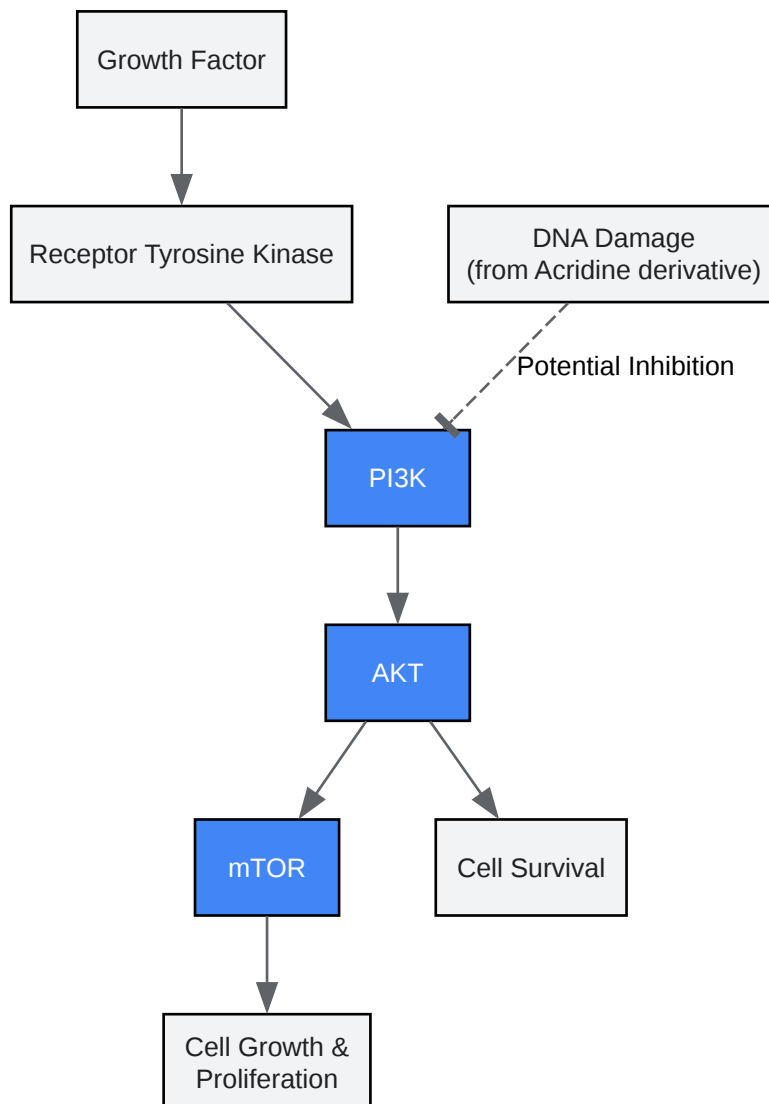 Growth Factor
Receptor Tyrosine Kinase
DNA Damage
(from Acridine derivative)
Potential Inhibition
PI3K
AKT
mTOR
Cell Survival
Cell Growth &
Proliferation